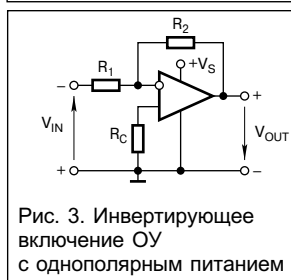 R2
R1
+VS
−
+
VIN
RC
VOUT
+
−
Рис. 3. Инвертирующее
включение ОУ
с однополярным питанием